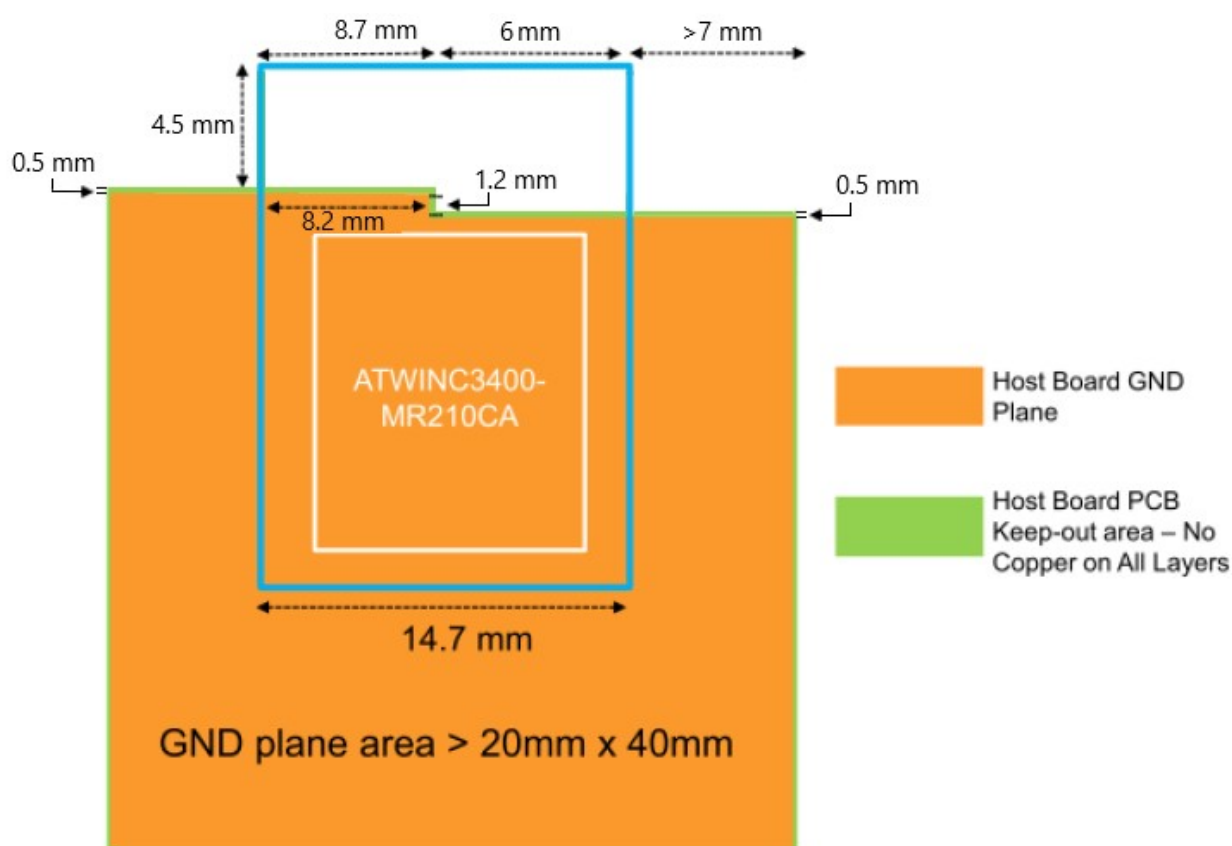 8.7 mm
6 mm
>7 mm
4.5 mm
0.5 mm
1.2 mm
0.5 mm
8.2 mm
ATWINC3400-
MR210CA
Host Board GND
Plane
Host Board PCB
Keep-out area – No
Copper on All Layers
14.7 mm
GND plane area > 20mm x 40mm